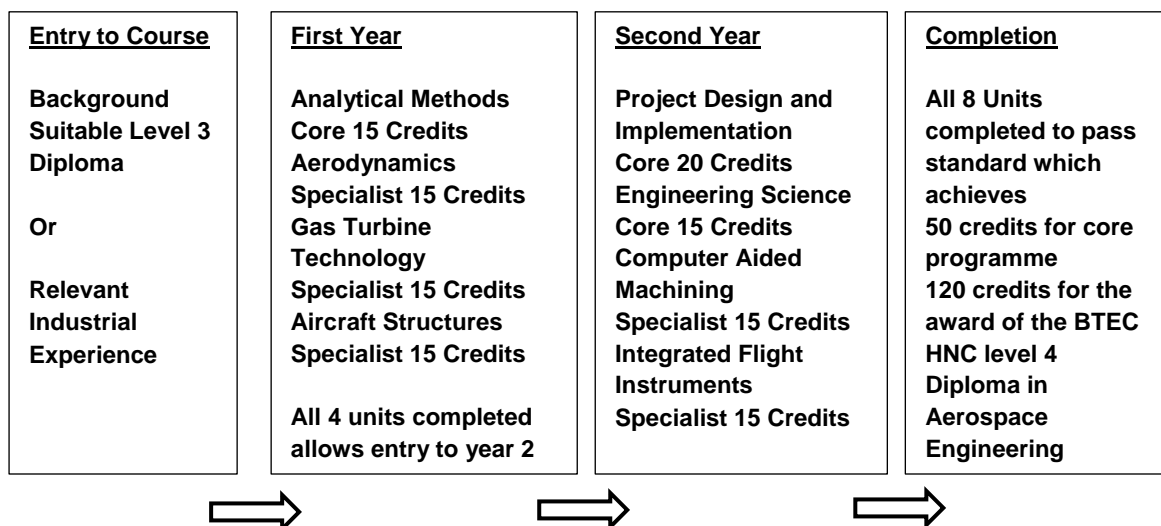 Entry to Course
Background
Suitable Level 3
Diploma
Or
Relevant
Industrial
Experience
First Year
Analytical Methods
Core 15 Credits
Aerodynamics
Specialist 15 Credits
Gas Turbine
Technology
Specialist 15 Credits
Aircraft Structures
Specialist 15 Credits
All 4 units completed
allows entry to year 2
Second Year
Project Design and
Implementation
Core 20 Credits
Engineering Science
Core 15 Credits
Computer Aided
Machining
Specialist 15 Credits
Integrated Flight
Instruments
Specialist 15 Credits
Completion
All 8 Units
completed to pass
standard which
achieves
50 credits for core
programme
120 credits for the
award of the BTEC
HNC level 4
Diploma in
Aerospace
Engineering